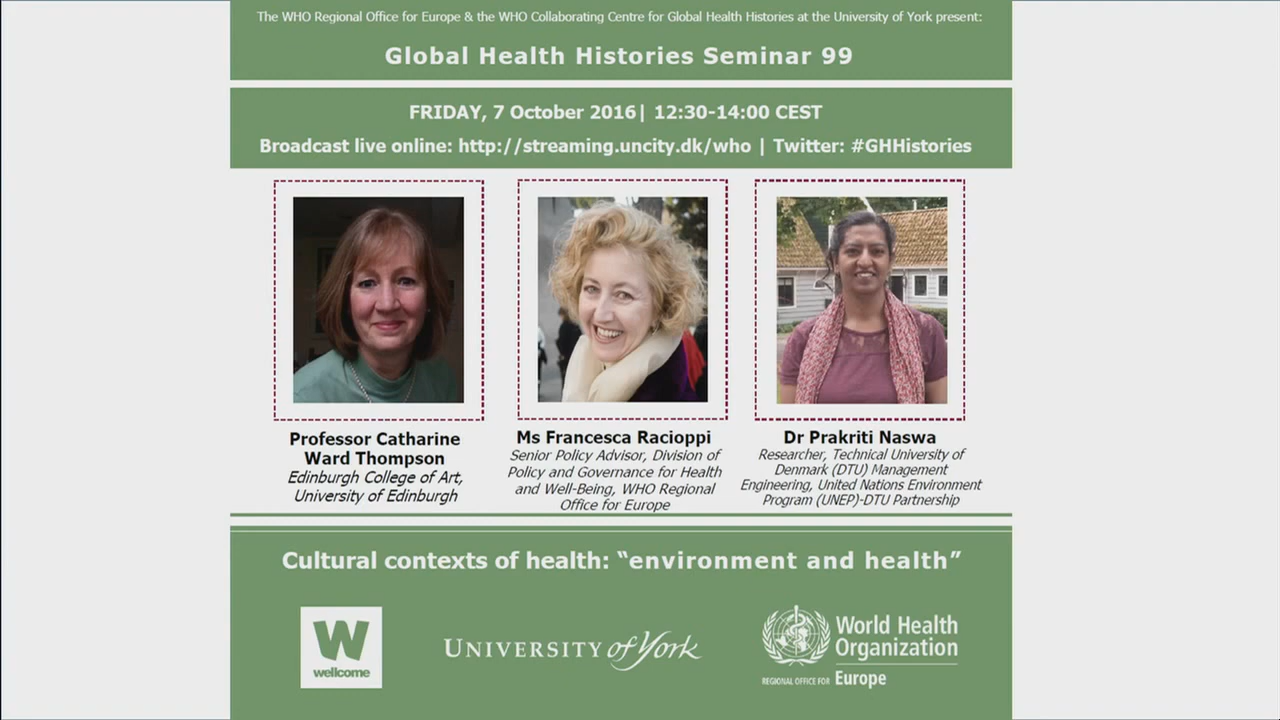 The WHO Regional Office for Europe & the WHO Collaborating Centre for Global Health Histories at the University of York present:
Global Health Histories Seminar 99
FRIDAY, 7 October 2016| 12:30-14:00 CEST
Broadcast live online: http://streaming.uncity.dk/who | Twitter: #GHHistories
Professor Catharine
Ward Thompson
Edinburgh College of Art,
University of Edinburgh
Ms Francesca Racioppi
Senior Policy Advisor, Division of
Policy and Governance for Health
and Well-Being, WHO Regional
Office for Europe
Dr Prakriti Naswa
Researcher, Technical University of
Denmark (DTU) Management
Engineering, United Nations Environment
Program (UNEP)-DTU Partnership
Cultural contexts of health: “environment and health”
W
wellcome
UNIVERSITY of York
World Health
Organization
REGIONAL OFFICE FOR Europe